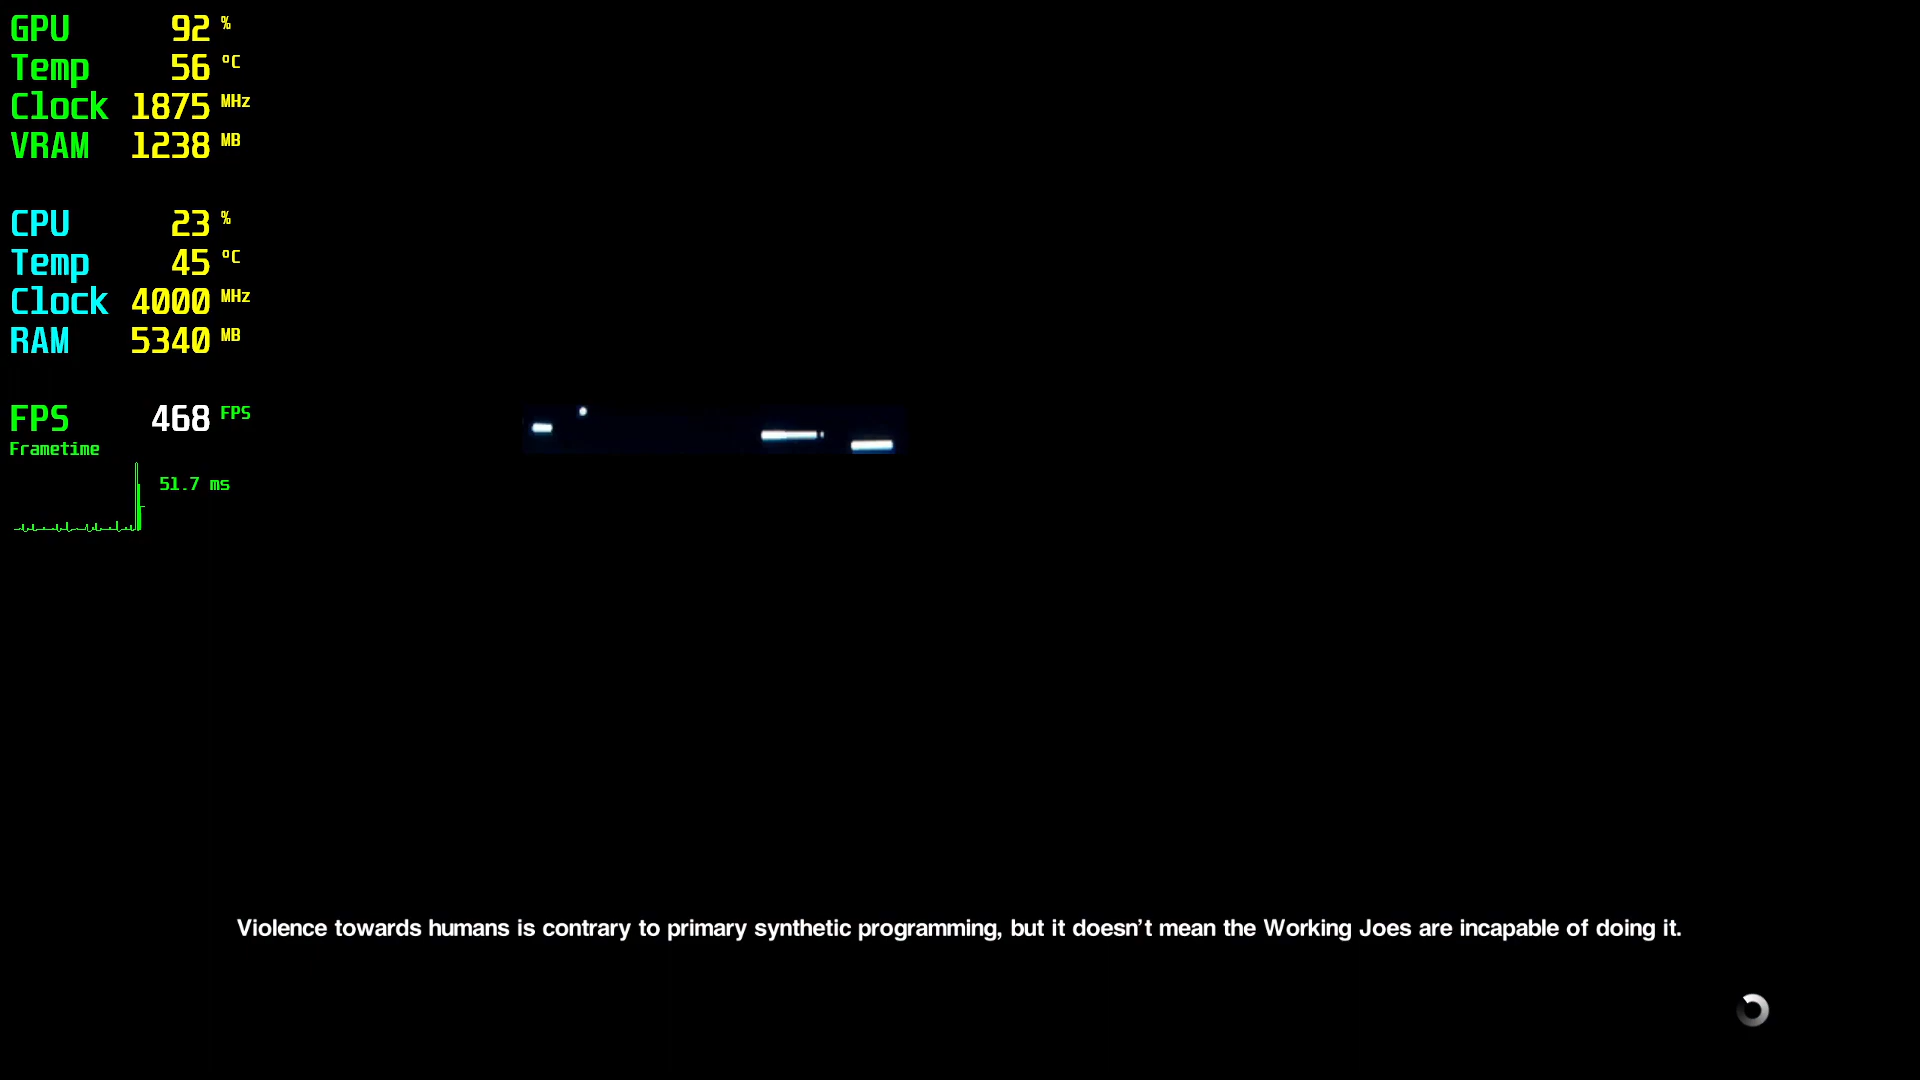 GPU 92 %
Temp 56 °C
Clock 1875 MHz
VRAM 1238 MB
CPU 23 %
Temp 45 °C
Clock 4000 MHz
RAM 5340 MB
FPS 468 FPS
Frametime
51.7 ms
Violence towards humans is contrary to primary synthetic programming, but it doesn't mean the Working Joes are incapable of doing it.